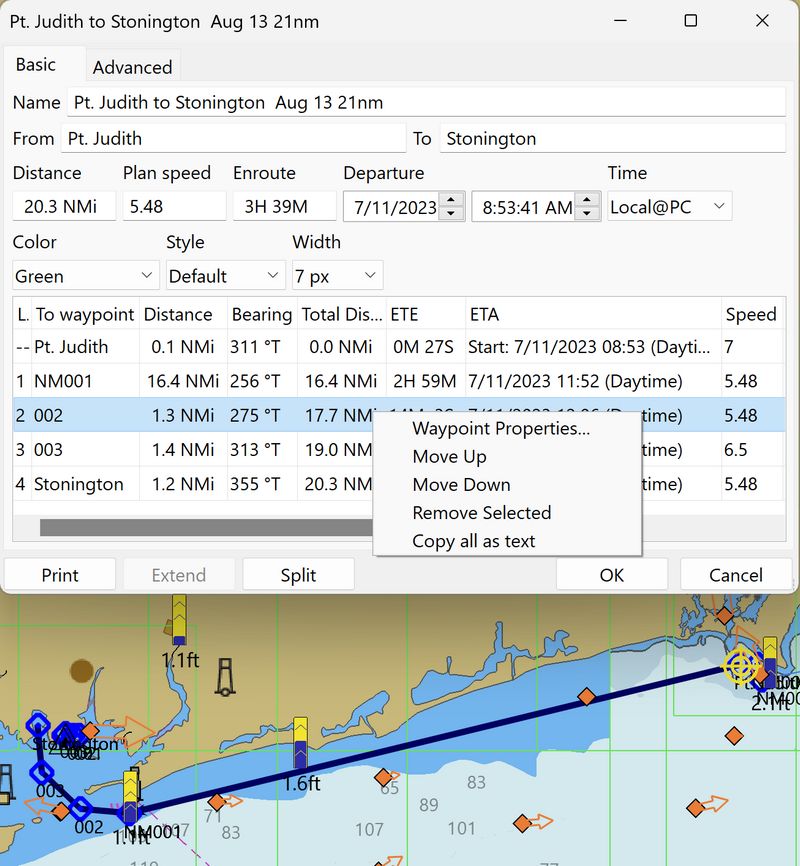 Pt. Judith to Stonington  Aug 13 21nm
Basic Advanced
Name Pt. Judith to Stonington  Aug 13 21nm
From Pt. Judith To Stonington
Distance Plan speed Enroute Departure Time
20.3 NMi 5.48 3H 39M 7/11/2023 8:53:41 AM Local@PC
Color Style Width
Green Default 7 px
L. To waypoint Distance Bearing Total Dis... ETE ETA Speed
-- Pt. Judith 0.1 NMi 311 °T 0.0 NMi 0M 27S Start: 7/11/2023 08:53 (Dayti... 7
1 NM001 16.4 NMi 256 °T 16.4 NMi 2H 59M 7/11/2023 11:52 (Daytime) 5.48
2 002 1.3 NMi 275 °T 17.7 NMi 5.48
3 003 1.4 NMi 313 °T 19.0 NM time) 6.5
4 Stonington 1.2 NMi 355 °T 20.3 NM time) 5.48
Waypoint Properties...
Move Up
Move Down
Remove Selected
Copy all as text
Print Extend Split OK Cancel
1.1ft
2.1ft
Stonington
003
1.6ft
65
83
89
71
83
107
101
002
NM001
1.1ft